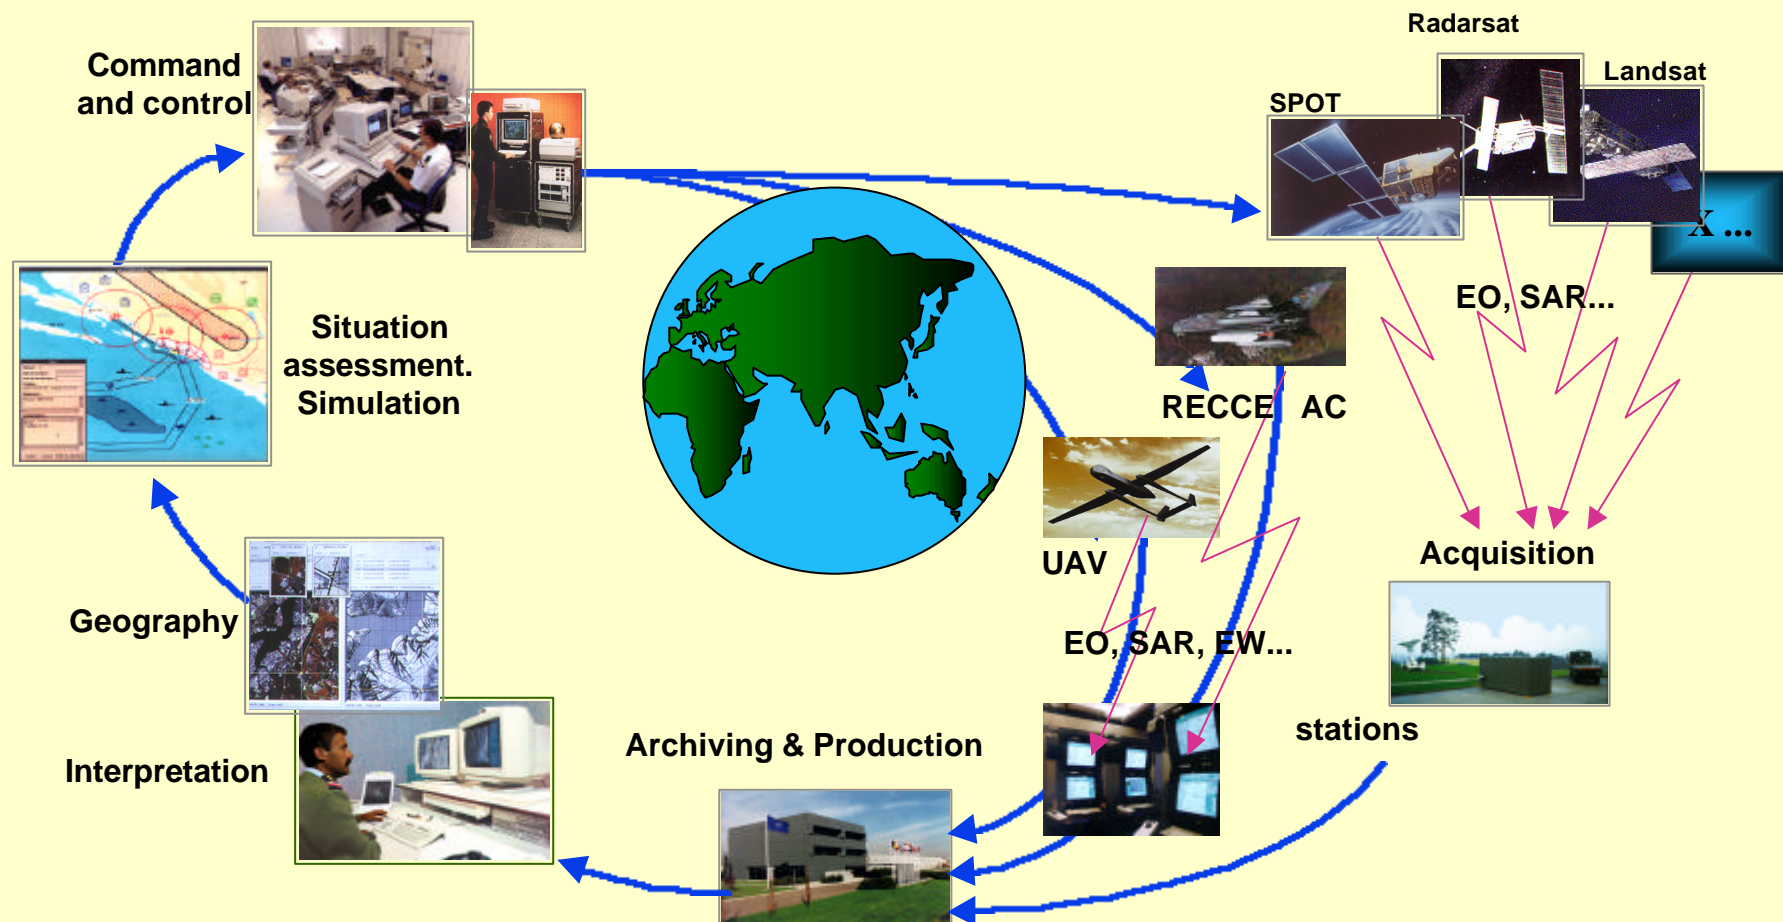 Radarsat
Command
and control
Landsat
SPOT
X ...
EO, SAR...
Situation
assessment.
Simulation
RECCE AC
UAV
Acquisition
Geography
EO, SAR, EW...
stations
Archiving & Production
Interpretation